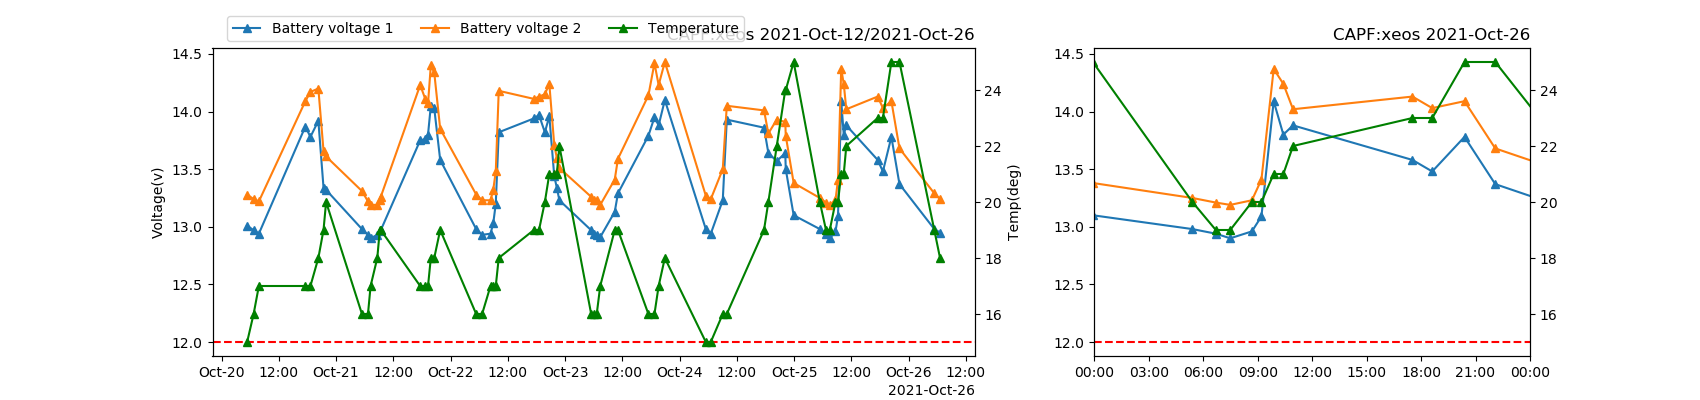 Battery voltage 1 Battery voltage 2 Temperature
CAPF:xeos 2021-Oct-12/2021-Oct-26
CAPF:xeos 2021-Oct-26
14.5
14.0
13.5
13.0
12.5
12.0
Voltage(v)
24
22
20
18
16
Temp(deg)
Oct-20 12:00 Oct-21 12:00 Oct-22 12:00 Oct-23 12:00 Oct-24 12:00 Oct-25 12:00 Oct-26 12:00
2021-Oct-26
14.5
14.0
13.5
13.0
12.5
12.0
24
22
20
18
16
00:00 03:00 06:00 09:00 12:00 15:00 18:00 21:00 00:00